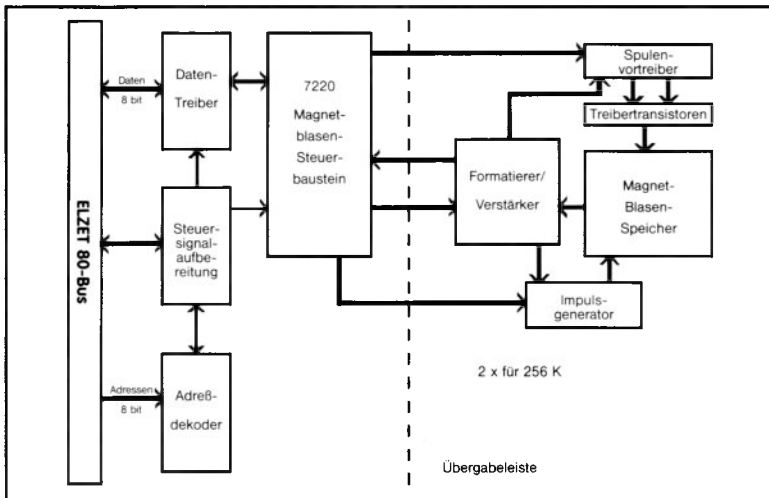 ELZET 80-Bus
Daten
8 bit
Daten-
Treiber
Steuer-
signal-
aufbe-
reitung
Adressen
8 bit
Adreß-
dekoder
7220
Magnet-
blasen-
Steuer-
baustein
Spulen-
vortreiber
Treibertransistoren
Formatierer/
Verstärker
Magnet-
Blasen-
Speicher
Impuls-
generator
2 x für 256 K
Übergabeleiste